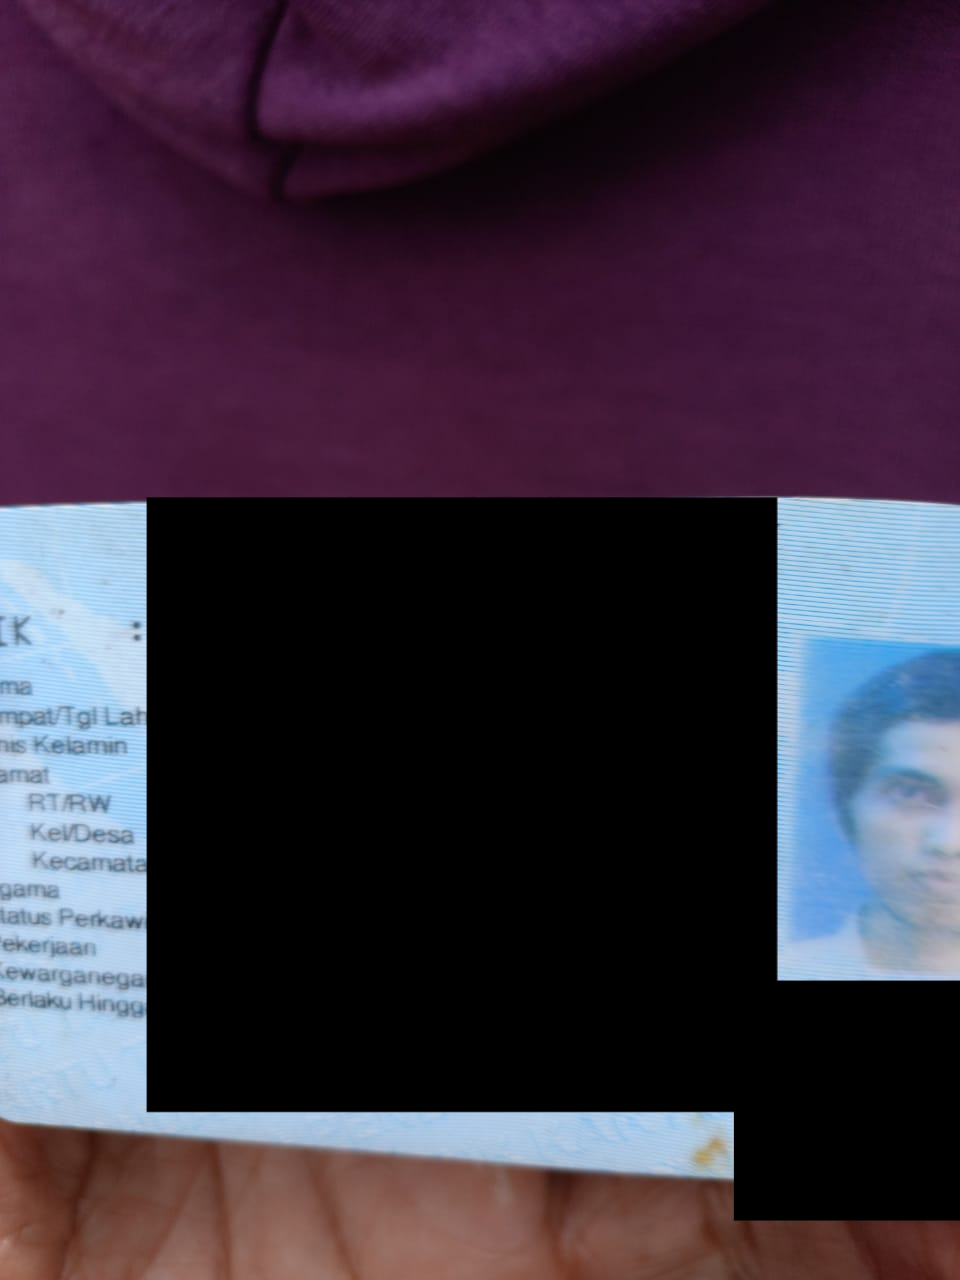 IK :
ma
mpat/Tgl Lah
nis Kelamin
amat
RT/RW
Kel/Desa
Kecamata
gama
tatus Perkaw
ekerjaan
Kewarganega
Berlaku Hingg